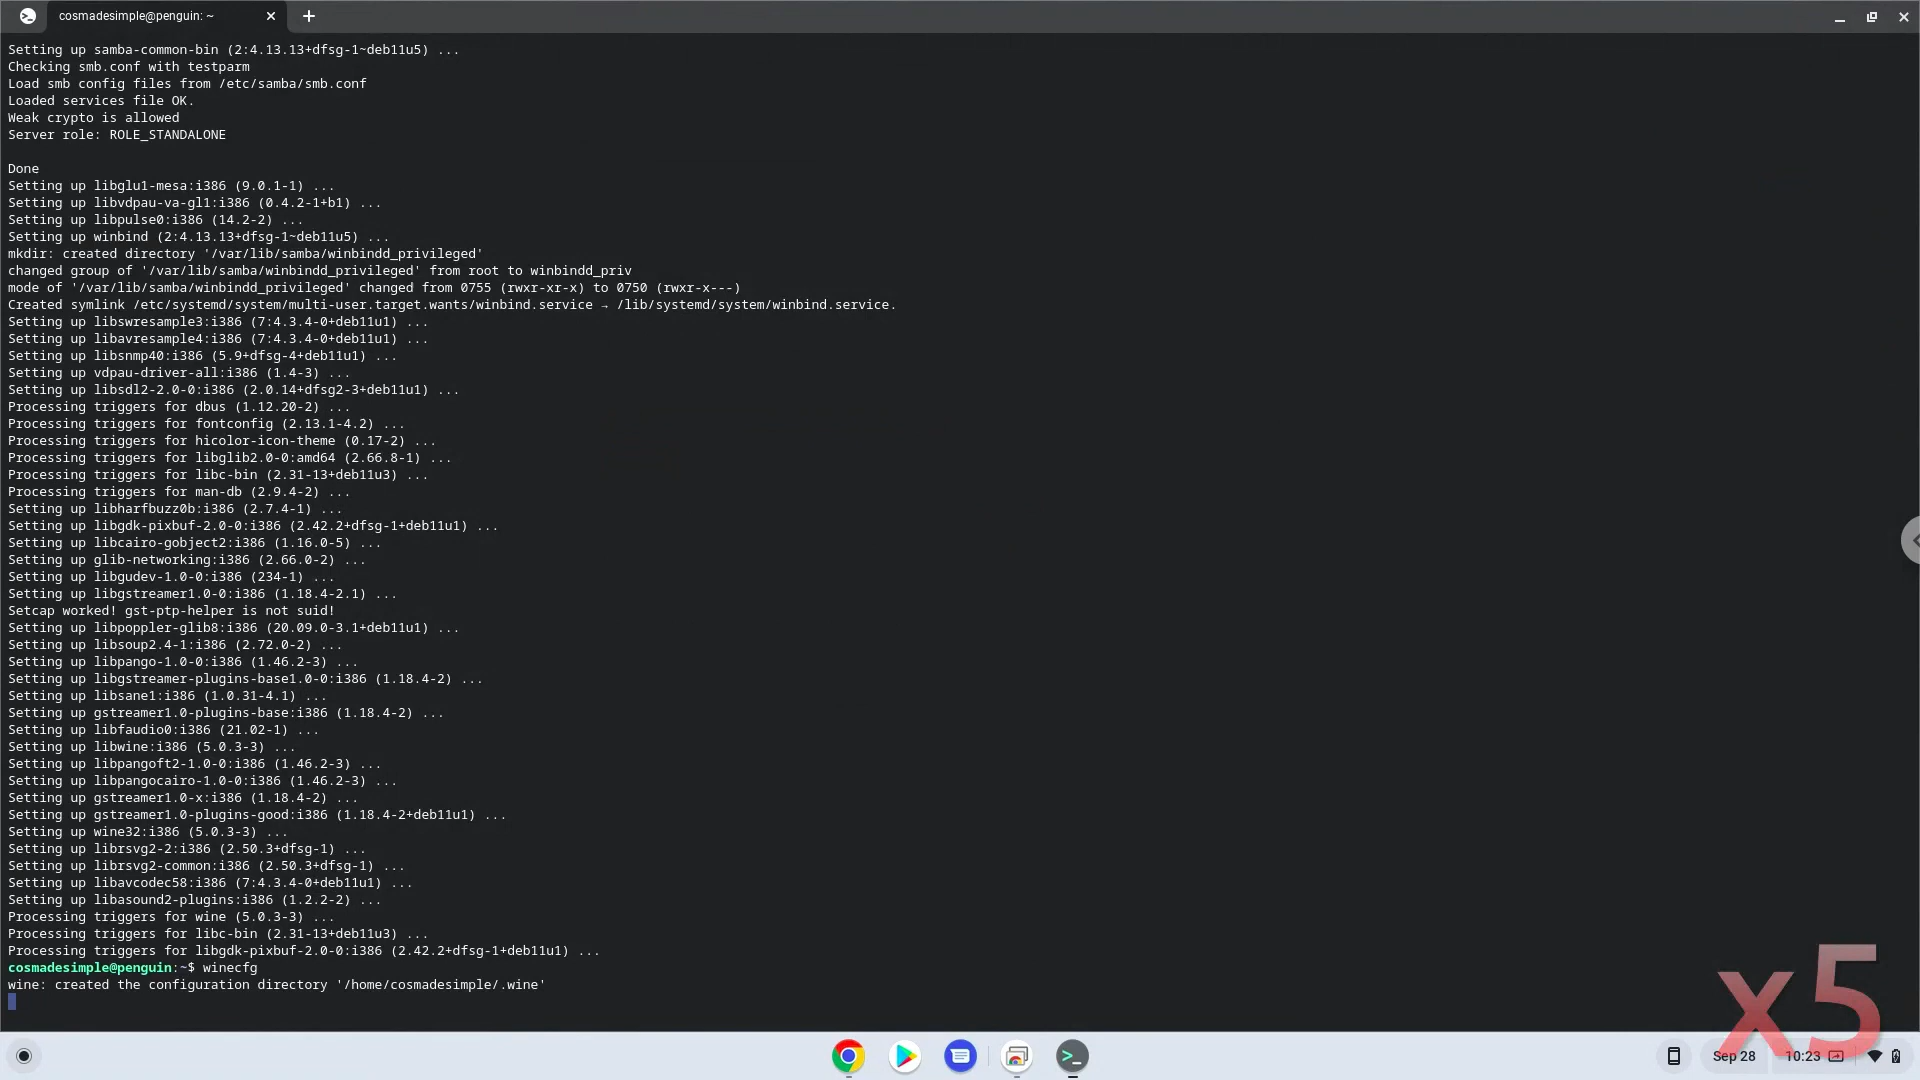 cosmadesimple@penguin: ~
Setting up samba-common-bin (2:4.13.13+dfsg-1~deb11u5) ...
Checking smb.conf with testparm
Load smb config files from /etc/samba/smb.conf
Loaded services file OK.
Weak crypto is allowed
Server role: ROLE_STANDALONE
Done
Setting up libglu1-mesa:i386 (9.0.1-1) ...
Setting up libvdpau-va-gl1:i386 (0.4.2-1+b1) ...
Setting up libpulse0:i386 (14.2-2) ...
Setting up winbind (2:4.13.13+dfsg-1~deb11u5) ...
mkdir: created directory '/var/lib/samba/winbindd_privileged'
changed group of '/var/lib/samba/winbindd_privileged' from root to winbindd_priv
mode of '/var/lib/samba/winbindd_privileged' changed from 0755 (rwxr-xr-x) to 0750 (rwxr-x---)
Created symlink /etc/systemd/system/multi-user.target.wants/winbind.service → /lib/systemd/system/winbind.service.
Setting up libswresample3:i386 (7:4.3.4-0+deb11u1) ...
Setting up libavresample4:i386 (7:4.3.4-0+deb11u1) ...
Setting up libsnmp40:i386 (5.9+dfsg-4+deb11u1) ...
Setting up vdpau-driver-all:i386 (1.4-3) ...
Setting up libsdl2-2.0-0:i386 (2.0.14+dfsg2-3+deb11u1) ...
Processing triggers for dbus (1.12.20-2) ...
Processing triggers for fontconfig (2.13.1-4.2) ...
Processing triggers for hicolor-icon-theme (0.17-2) ...
Processing triggers for libglib2.0-0:amd64 (2.66.8-1) ...
Processing triggers for libc-bin (2.31-13+deb11u3) ...
Processing triggers for man-db (2.9.4-2) ...
Setting up libharfbuzz0b:i386 (2.7.4-1) ...
Setting up libgdk-pixbuf-2.0-0:i386 (2.42.2+dfsg-1+deb11u1) ...
Setting up libcairo-gobject2:i386 (1.16.0-5) ...
Setting up glib-networking:i386 (2.66.0-2) ...
Setting up libgudev-1.0-0:i386 (234-1) ...
Setting up libgstreamer1.0-0:i386 (1.18.4-2.1) ...
Setcap worked! gst-ptp-helper is not suid!
Setting up libpoppler-glib8:i386 (20.09.0-3.1+deb11u1) ...
Setting up libsoup2.4-1:i386 (2.72.0-2) ...
Setting up libpango-1.0-0:i386 (1.46.2-3) ...
Setting up libgstreamer-plugins-base1.0-0:i386 (1.18.4-2) ...
Setting up libsane1:i386 (1.0.31-4.1) ...
Setting up gstreamer1.0-plugins-base:i386 (1.18.4-2) ...
Setting up libfaudio0:i386 (21.02-1) ...
Setting up libwine:i386 (5.0.3-3) ...
Setting up libpangoft2-1.0-0:i386 (1.46.2-3) ...
Setting up libpangocairo-1.0-0:i386 (1.46.2-3) ...
Setting up gstreamer1.0-x:i386 (1.18.4-2) ...
Setting up gstreamer1.0-plugins-good:i386 (1.18.4-2+deb11u1) ...
Setting up wine32:i386 (5.0.3-3) ...
Setting up librsvg2-2:i386 (2.50.3+dfsg-1) ...
Setting up librsvg2-common:i386 (2.50.3+dfsg-1) ...
Setting up libavcodec58:i386 (7:4.3.4-0+deb11u1) ...
Setting up libasound2-plugins:i386 (1.2.2-2) ...
Processing triggers for wine (5.0.3-3) ...
Processing triggers for libc-bin (2.31-13+deb11u3) ...
Processing triggers for libgdk-pixbuf-2.0-0:i386 (2.42.2+dfsg-1+deb11u1) ...
cosmadesimple@penguin:~$ winecfg
wine: created the configuration directory '/home/cosmadesimple/.wine'
x5
Sep 28 10:23